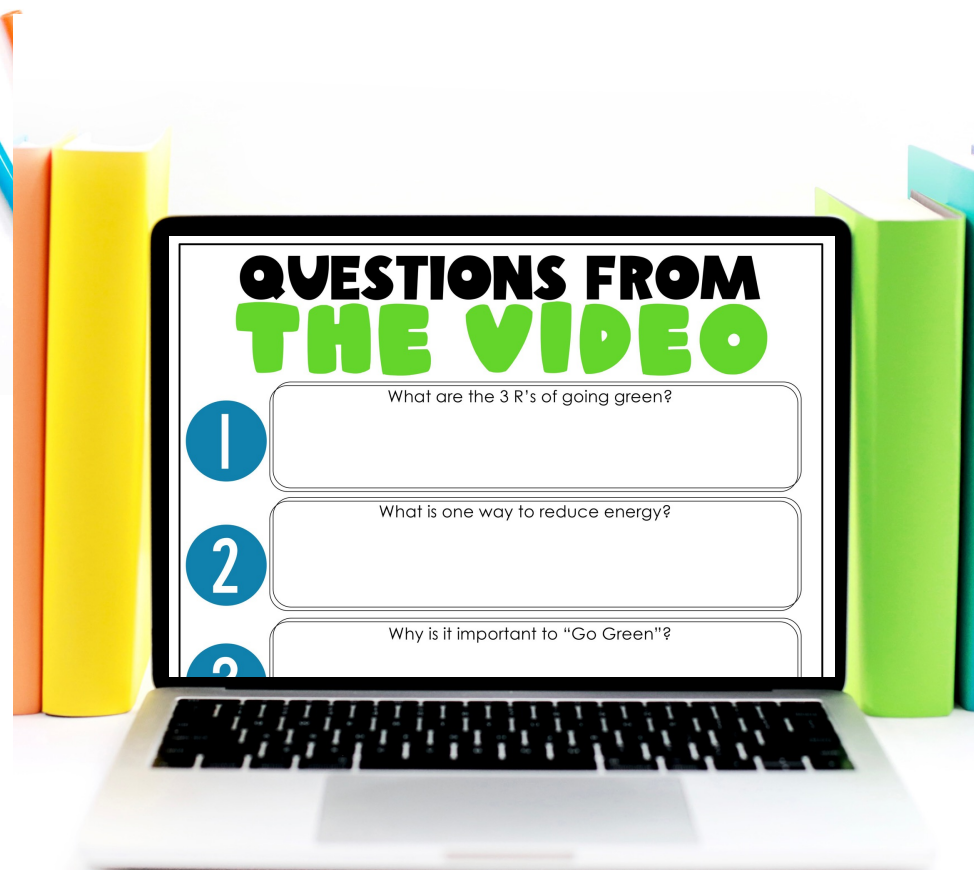 QUESTIONS FROM
THE VIDEO
What are the 3 R's of going green?
1
What is one way to reduce energy?
2
Why is it important to “Go Green”?
3